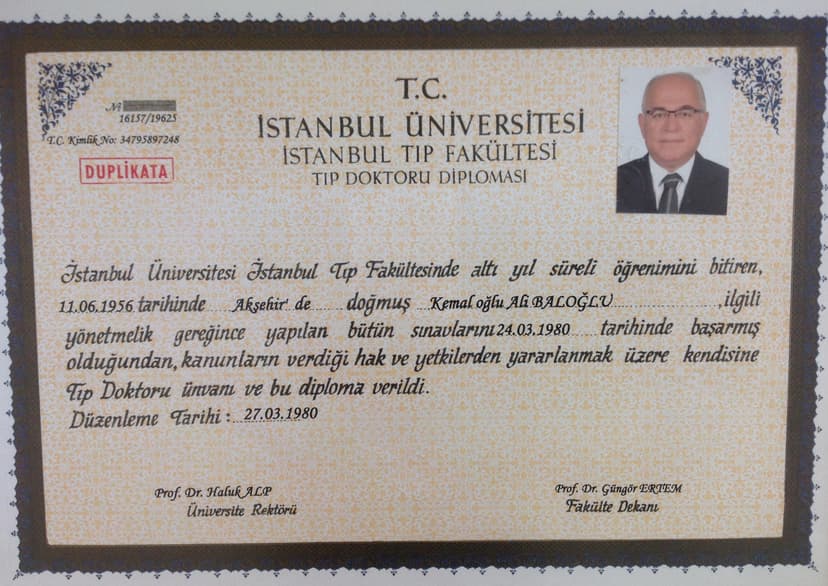 T.C.
İSTANBUL ÜNİVERSİTESİ
İSTANBUL TIP FAKÜLTESİ
TIP DOKTORU DİPLOMASI
№
16157/19625
T.C. Kimlik No: 34795897248
DUPLİKATA
İstanbul Üniversitesi İstanbul Tıp Fakültesinde altı yıl süreli öğrenimini bitiren,
11.06.1956 tarihinde Akşehir' de doğmuş Kemal oğlu Ali BALOĞLU ,ilgili
yönetmelik gereğince yapılan bütün sınavlarını 24.03.1980 tarihinde başarmış
olduğundan, kanunların verdiği hak ve yetkilerden yararlanmak üzere kendisine
Tıp Doktoru ünvanı ve bu diploma verildi.
Düzenleme Tarihi : 27.03.1980
Prof. Dr. Haluk ALP
Üniversite Rektörü
Prof. Dr. Güngör ERTEM
Fakülte Dekanı